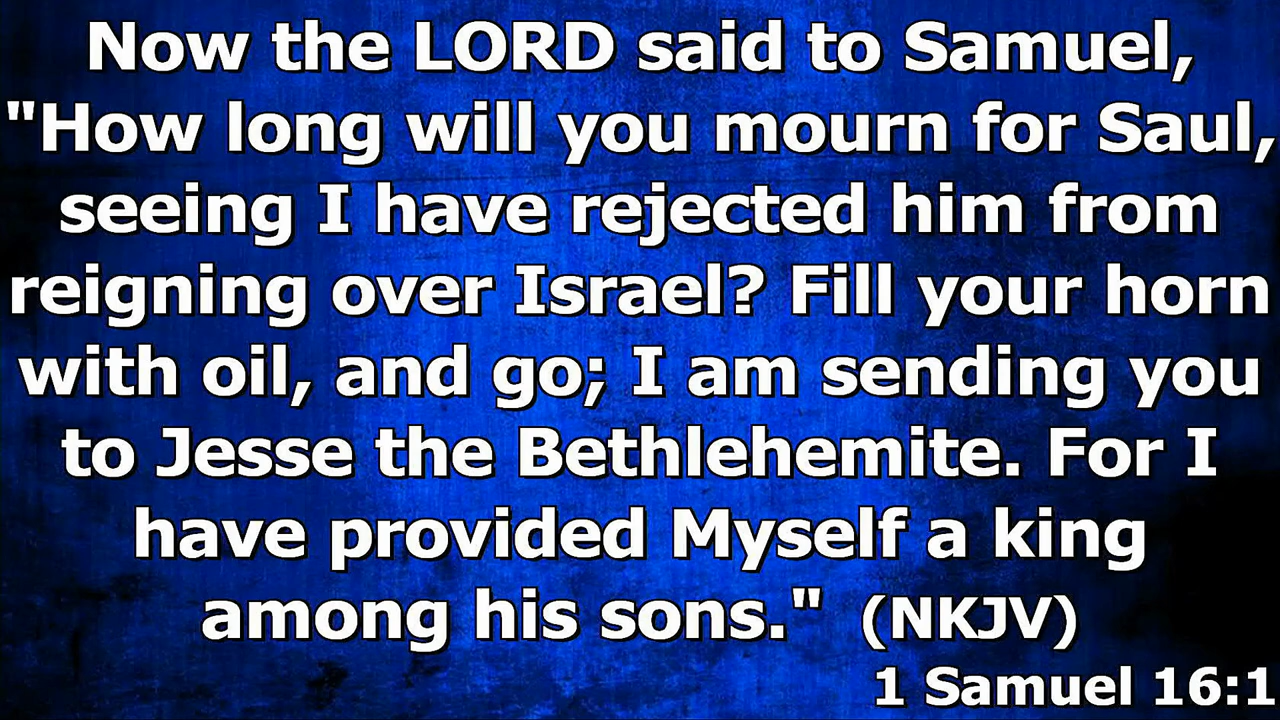 Now the LORD said to Samuel,
"How long will you mourn for Saul,
seeing I have rejected him from
reigning over Israel? Fill your horn
with oil, and go; I am sending you
to Jesse the Bethlehemite. For I
have provided Myself a king
among his sons." (NKJV)
1 Samuel 16:1